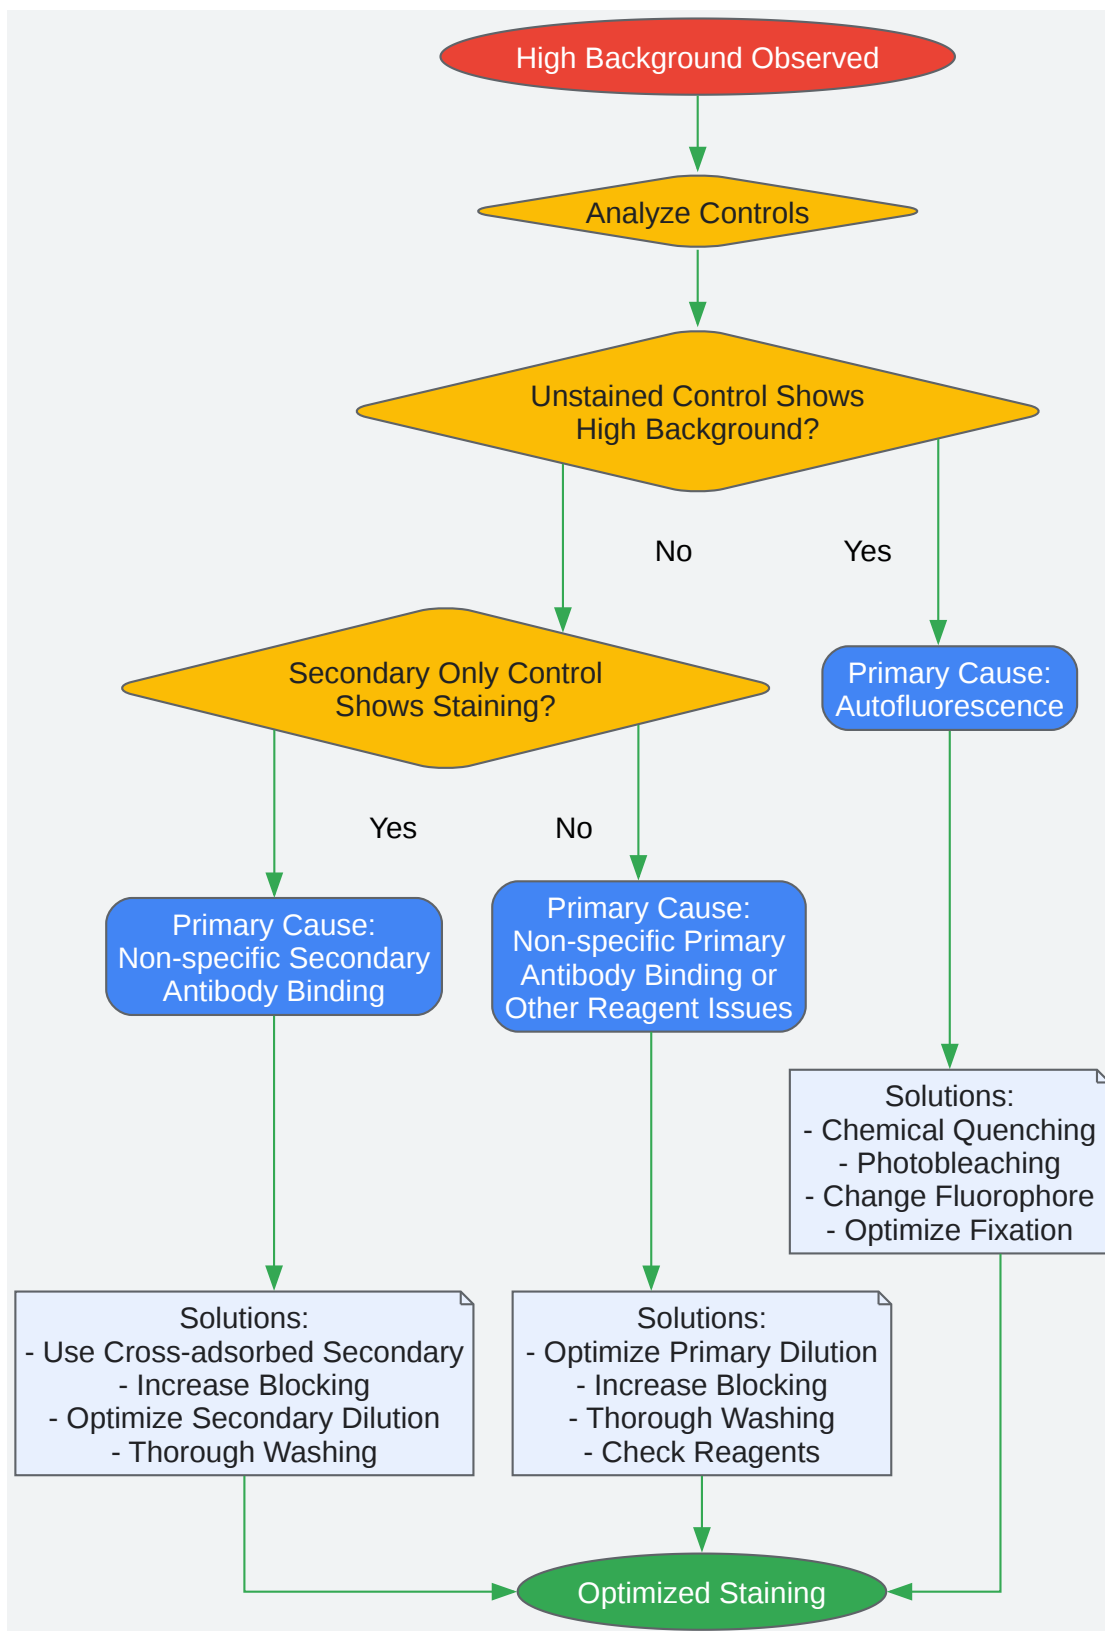 High Background Observed
Analyze Controls
Unstained Control Shows
High Background?
No
Yes
Secondary Only Control
Shows Staining?
Primary Cause:
Autofluorescence
Yes
No
Primary Cause:
Non-specific Secondary
Antibody Binding
Primary Cause:
Non-specific Primary
Antibody Binding or
Other Reagent Issues
Solutions:
- Chemical Quenching
- Photobleaching
- Change Fluorophore
- Optimize Fixation
Solutions:
- Use Cross-adsorbed Secondary
- Increase Blocking
- Optimize Secondary Dilution
- Thorough Washing
Solutions:
- Optimize Primary Dilution
- Increase Blocking
- Thorough Washing
- Check Reagents
Optimized Staining